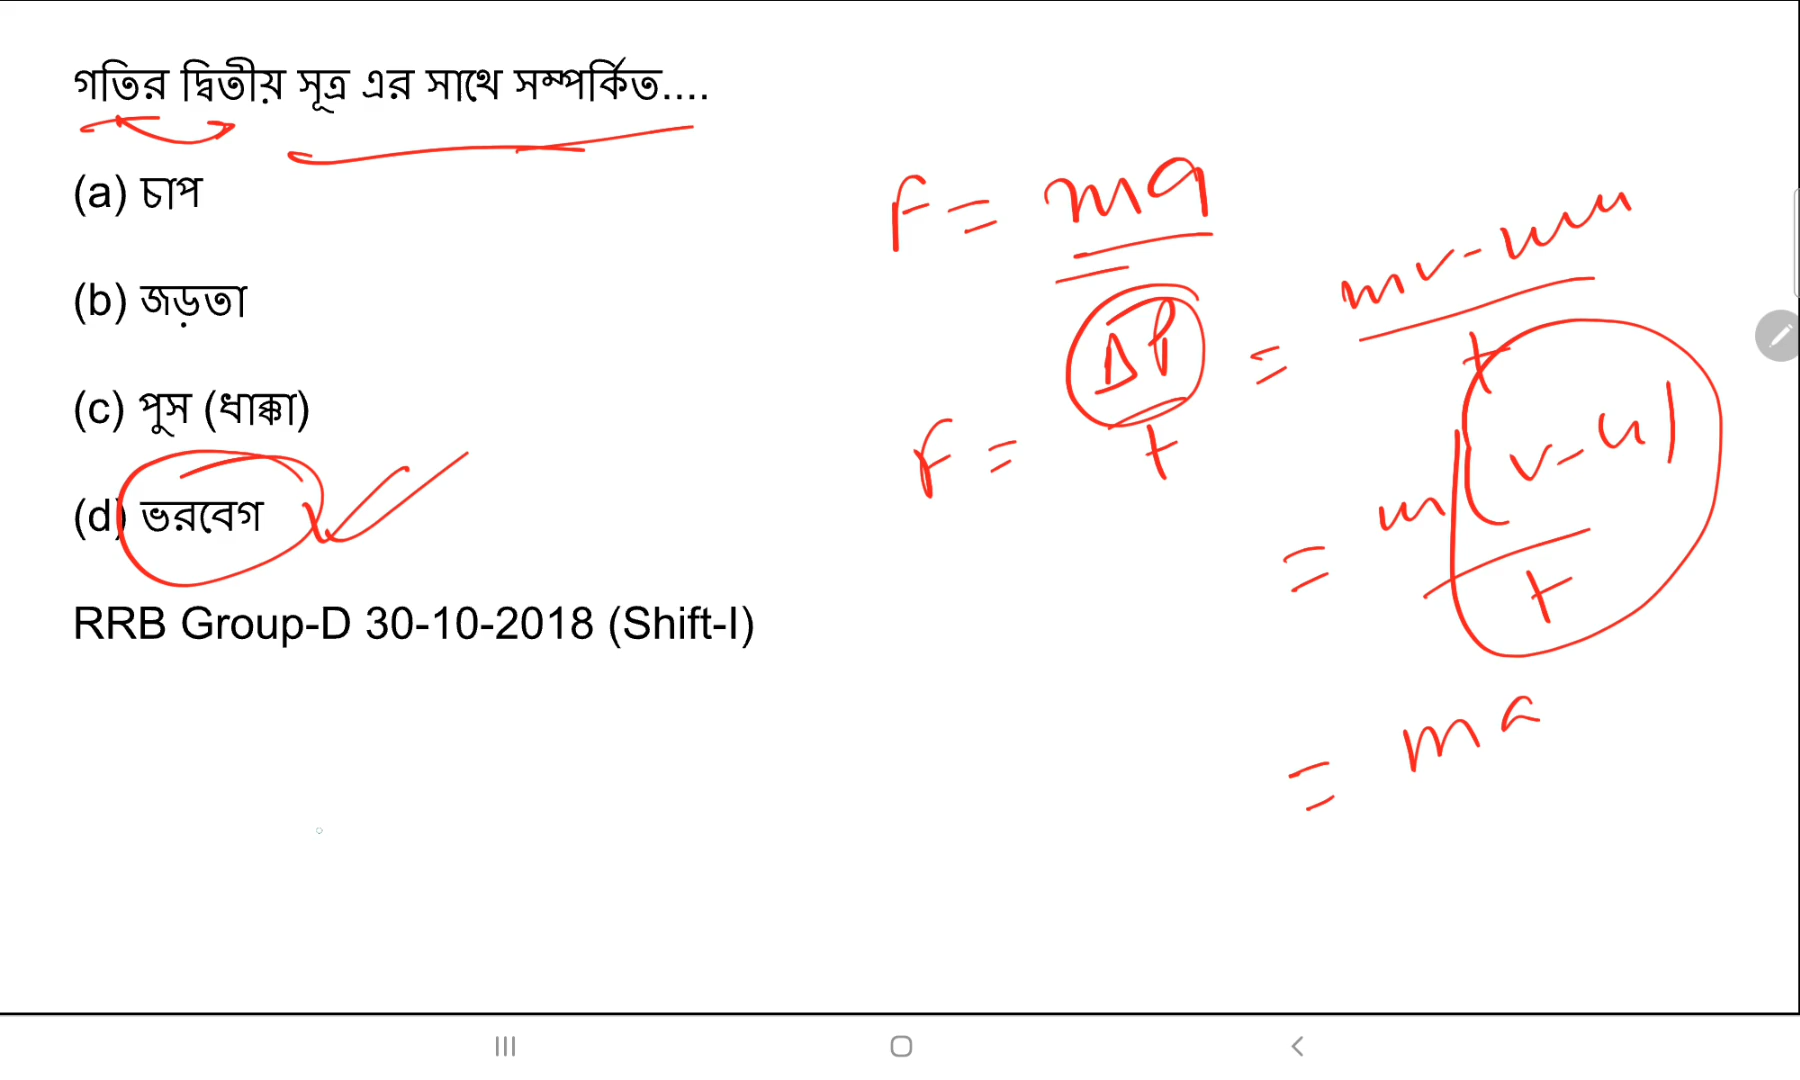 গতির দ্বিতীয় সূত্র এর সাথে সম্পর্কিত....
(a) চাপ
(b) জড়তা
(c) পুস (ধাক্কা)
(d) ভরবেগ
RRB Group-D 30-10-2018 (Shift-I)
F = ma
F = Δp/t = mv-mu/t
= m(v-u)/t
= ma